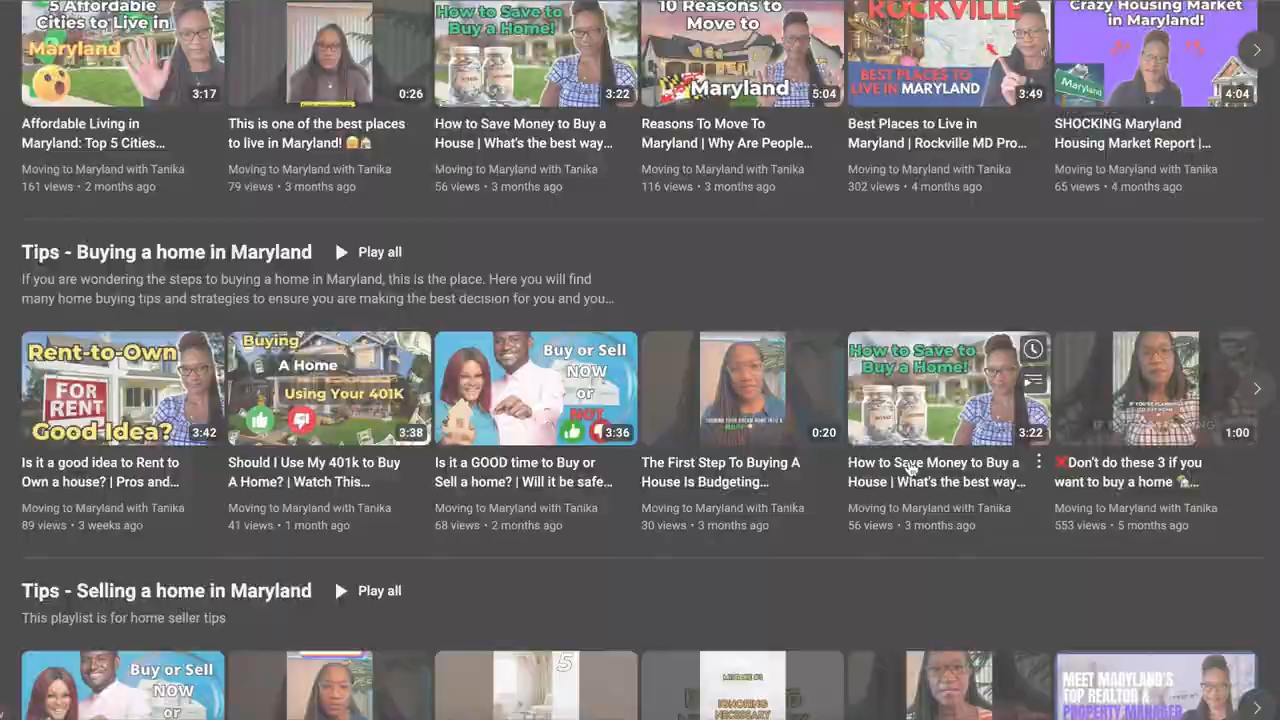 5 Affordable
Cities to Live in
Maryland
3:17
0:26
How to Save to
Buy a Home!
3:22
10 Reasons to
Move to
Maryland
5:04
ROCKVILLE
BEST PLACES TO
LIVE IN MARYLAND
3:49
Crazy Housing Market
in Maryland!
Maryland
4:04
Affordable Living in
Maryland: Top 5 Cities...
Moving to Maryland with Tanika
161 views • 2 months ago
This is one of the best places
to live in Maryland!
79 views • 3 months ago
How to Save Money to Buy a
House | What's the best way...
Moving to Maryland with Tanika
56 views • 3 months ago
Reasons To Move To
Maryland | Why Are People...
Moving to Maryland with Tanika
116 views • 3 months ago
Best Places to Live in
Maryland | Rockville MD Pro...
Moving to Maryland with Tanika
302 views • 4 months ago
SHOCKING Maryland
Housing Market Report |...
Moving to Maryland with Tanika
65 views • 4 months ago
Tips - Buying a home in Maryland
Play all
If you are wondering the steps to buying a home in Maryland, this is the place. Here you will find
many home buying tips and strategies to ensure you are making the best decision for you and you...
Rent-to-Own
FOR
RENT
Good Idea?
3:42
Buying
A Home
Using Your 401K
3:38
Buy or Sell
NOW
or
NOT
3:36
0:20
How to Save to
Buy a Home!
3:22
1:00
Is it a good idea to Rent to
Own a house? | Pros and...
Moving to Maryland with Tanika
89 views • 3 weeks ago
Should I Use My 401k to Buy
A Home? | Watch This...
Moving to Maryland with Tanika
41 views • 1 month ago
Is it a GOOD time to Buy or
Sell a home? | Will it be safe...
Moving to Maryland with Tanika
68 views • 2 months ago
The First Step To Buying A
House Is Budgeting...
Moving to Maryland with Tanika
30 views • 3 months ago
How to Save Money to Buy a
House | What's the best way...
Moving to Maryland with Tanika
56 views • 3 months ago
Don't do these 3 if you
want to buy a home
Moving to Maryland with Tanika
553 views • 5 months ago
Tips - Selling a home in Maryland
Play all
This playlist is for home seller tips
Buy or Sell
NOW
or
5
IGNORING
NECESSARY
MEET MARYLAND'S
TOP REALTOR &
PROPERTY MANAGER